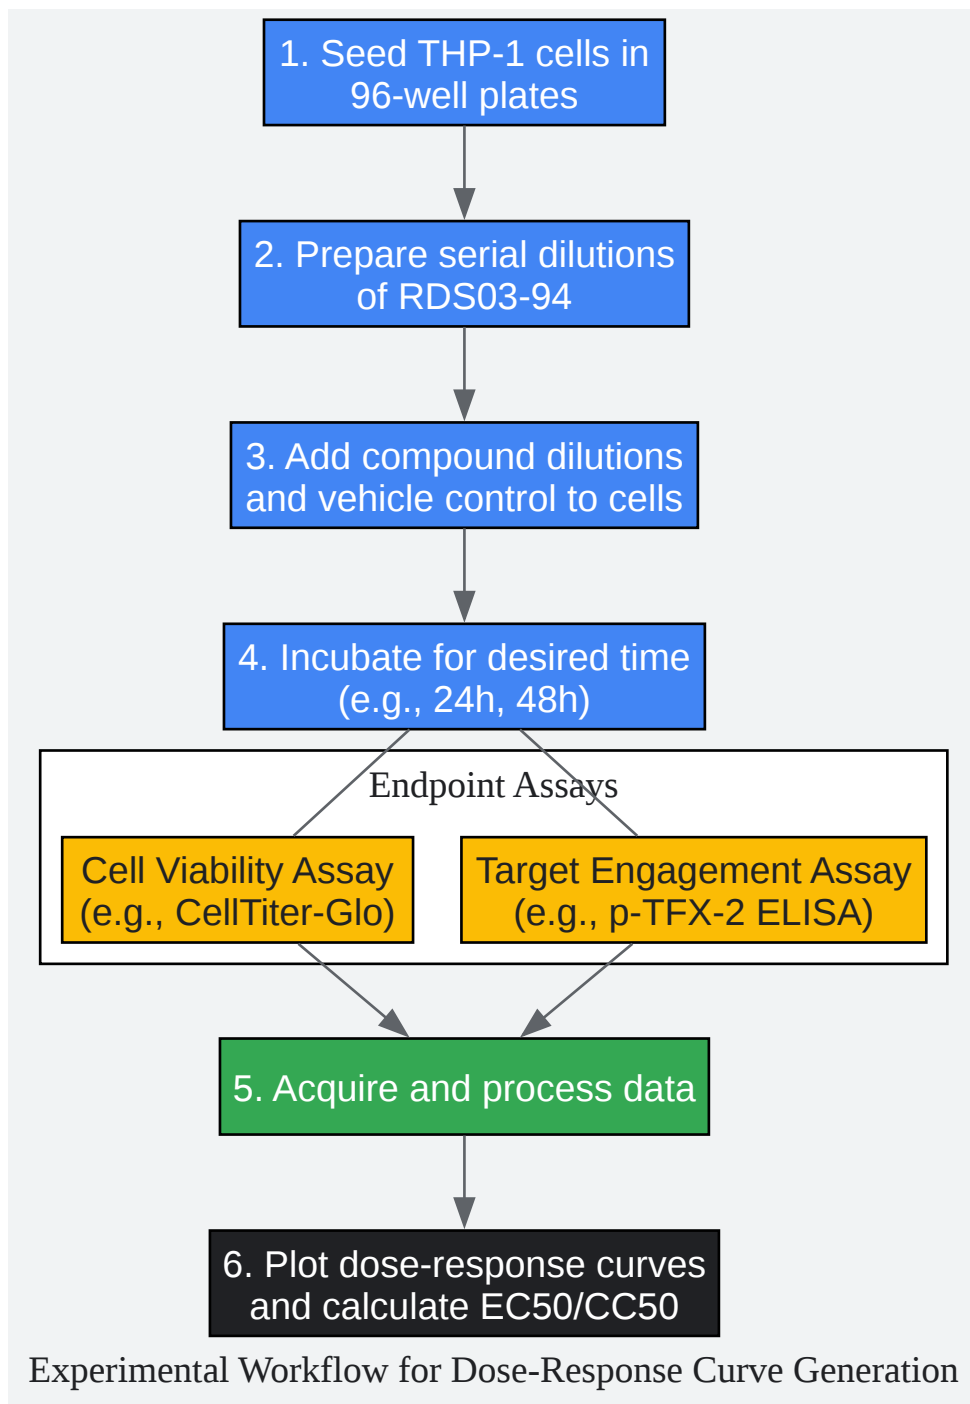 1. Seed THP-1 cells in
96-well plates
2. Prepare serial dilutions
of RDS03-94
3. Add compound dilutions
and vehicle control to cells
4. Incubate for desired time
(e.g., 24h, 48h)
Endpoint Assays
Cell Viability Assay
(e.g., CellTiter-Glo)
Target Engagement Assay
(e.g., p-TFX-2 ELISA)
5. Acquire and process data
6. Plot dose-response curves
and calculate EC50/CC50
Experimental Workflow for Dose-Response Curve Generation